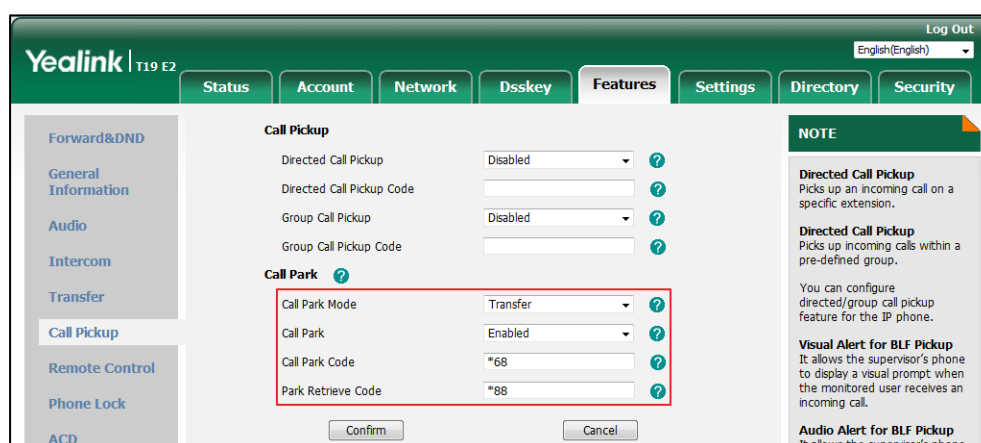 Log Out
English(English)
Yealink | T19 E2
Status Account Network Dsskey Features Settings Directory Security
Forward&DND
General
Information
Audio
Intercom
Transfer
Call Pickup
Remote Control
Phone Lock
ACD
Call Pickup
Directed Call Pickup Disabled ?
Directed Call Pickup Code ?
Group Call Pickup Disabled ?
Group Call Pickup Code ?
Call Park ?
Call Park Mode Transfer ?
Call Park Enabled ?
Call Park Code *68 ?
Park Retrieve Code *88 ?
Confirm Cancel
NOTE
Directed Call Pickup
Picks up an incoming call on a
specific extension.
Directed Call Pickup
Picks up incoming calls within a
pre-defined group.
You can configure
directed/group call pickup
feature for the IP phone.
Visual Alert for BLF Pickup
It allows the supervisor's phone
to display a visual prompt when
the monitored user receives an
incoming call.
Audio Alert for BLF Pickup
It allows the supervisor's phone